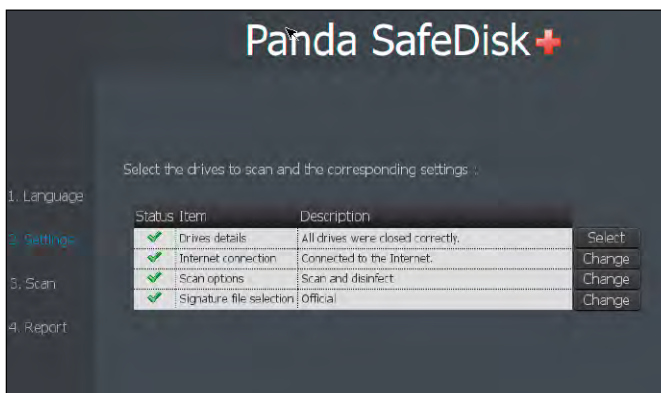 Panda SafeDisk
Select the drives to scan and the corresponding settings :
1. Language
2. Settings
3. Scan
4. Report
Status Item Description
Drives details All drives were closed correctly. Select
Internet connection Connected to the Internet. Change
Scan options Scan and disinfect Change
Signature file selection Official Change